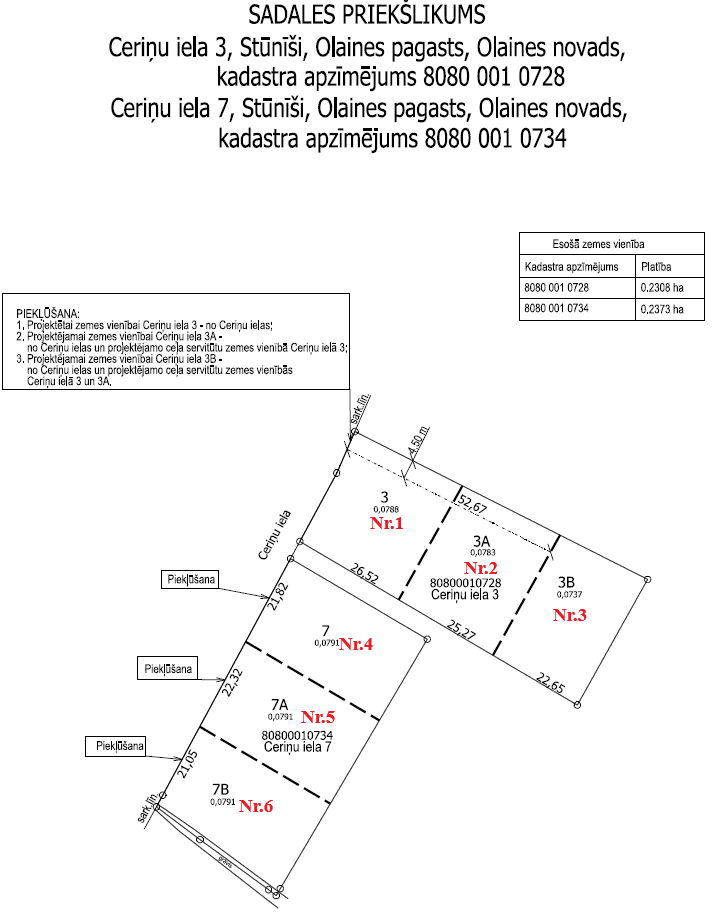 SADALES PRIEKŠLIKUMS
Ceriņu iela 3, Stūnīši, Olaines pagasts, Olaines novads,
kadastra apzīmējums 8080 001 0728
Ceriņu iela 7, Stūnīši, Olaines pagasts, Olaines novads,
kadastra apzīmējums 8080 001 0734
Esošā zemes vienība
Kadastra apzīmējums Platība
8080 001 0728 0.2308 ha
8080 001 0734 0.2373 ha
PIEKĻŪŠANA:
1. Projektētai zemes vienībai Ceriņu iela 3 - no Ceriņu ielas;
2. Projektējamai zemes vienībai Ceriņu iela 3A -
no Ceriņu ielas un projektējamo ceļa servitūtu zemes vienībā Ceriņu ielā 3;
3. Projektējamai zemes vienībai Ceriņu iela 3B -
no Ceriņu ielas un projektējamo ceļa servitūtu zemes vienībās
Ceriņu ielā 3 un 3A.
sark.līn.
4.50 m
3
0,0788
Nr.1
52,67
3A
0,0783
Nr.2
80800010728
Ceriņu iela 3
3B
0,0737
Nr.3
Ceriņu iela
26,52
25,27
22,65
Piekļūšana
21,82
7
0,0791
Nr.4
Piekļūšana
22,32
7A
0,0791
Nr.5
80800010734
Ceriņu iela 7
Piekļūšana
21,05
7B
0,0791
Nr.6
sark.līn.
grāvis